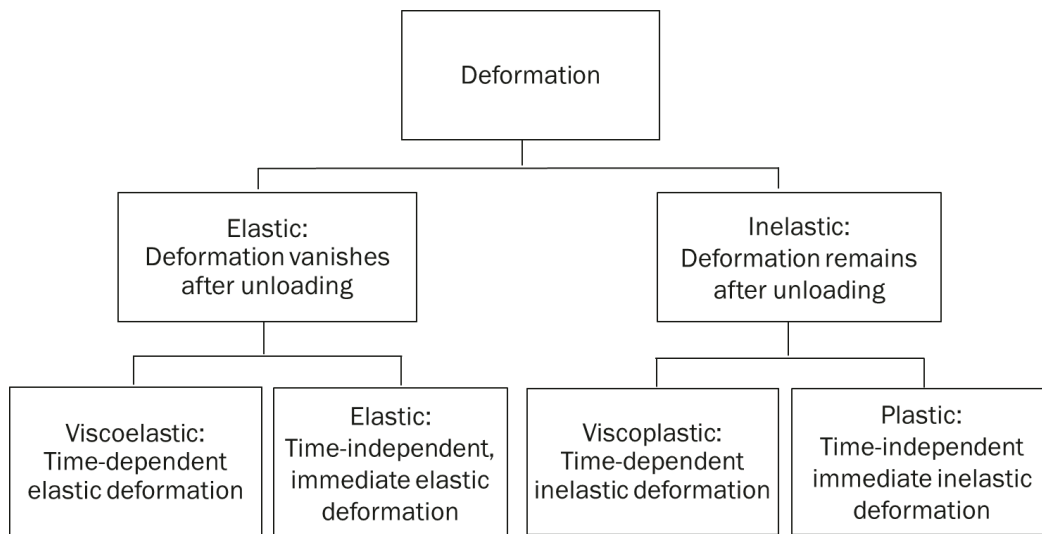 Deformation
Elastic:
Deformation vanishes
after unloading
Inelastic:
Deformation remains
after unloading
Viscoelastic:
Time-dependent
elastic deformation
Elastic:
Time-independent,
immediate elastic
deformation
Viscoplastic:
Time-dependent
inelastic deformation
Plastic:
Time-independent
immediate inelastic
deformation